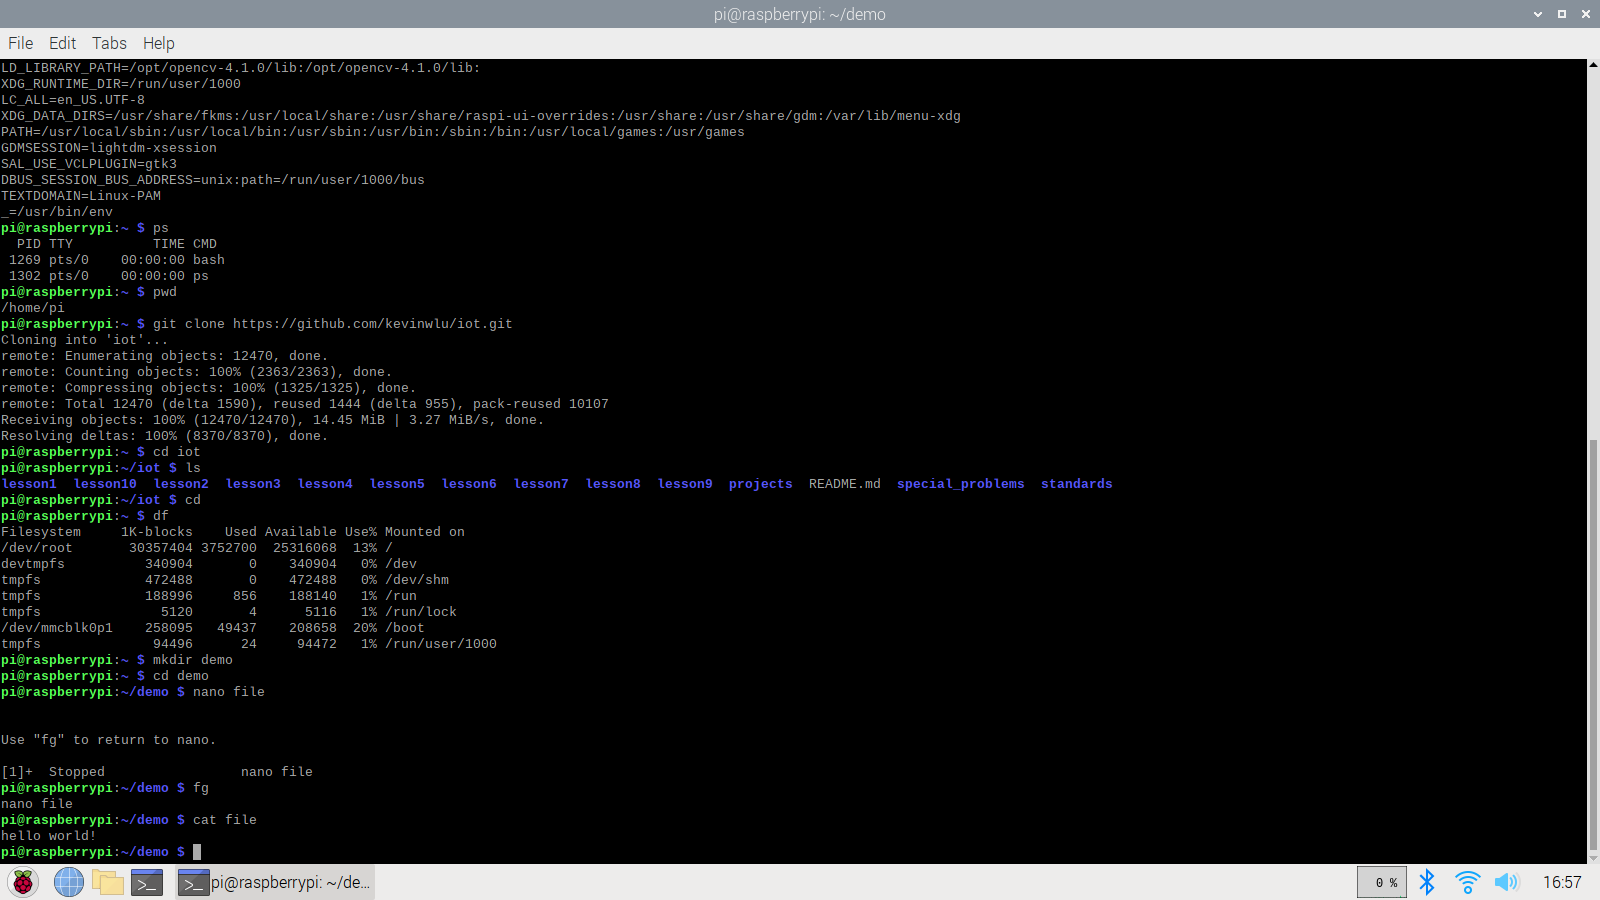 pi@raspberrypi: ~/demo
File Edit Tabs Help
LD_LIBRARY_PATH=/opt/opencv-4.1.0/lib:/opt/opencv-4.1.0/lib:
XDG_RUNTIME_DIR=/run/user/1000
LC_ALL=en_US.UTF-8
XDG_DATA_DIRS=/usr/share/fkms:/usr/local/share:/usr/share/raspi-ui-overrides:/usr/share:/usr/share/gdm:/var/lib/menu-xdg
PATH=/usr/local/sbin:/usr/local/bin:/usr/sbin:/usr/bin:/sbin:/bin:/usr/local/games:/usr/games
GDMSESSION=lightdm-xsession
SAL_USE_VCLPLUGIN=gtk3
DBUS_SESSION_BUS_ADDRESS=unix:path=/run/user/1000/bus
TEXTDOMAIN=Linux-PAM
_=/usr/bin/env
pi@raspberrypi:~ $ ps
  PID TTY          TIME CMD
 1269 pts/0    00:00:00 bash
 1302 pts/0    00:00:00 ps
pi@raspberrypi:~ $ pwd
/home/pi
pi@raspberrypi:~ $ git clone https://github.com/kevinwlu/iot.git
Cloning into 'iot'...
remote: Enumerating objects: 12470, done.
remote: Counting objects: 100% (2363/2363), done.
remote: Compressing objects: 100% (1325/1325), done.
remote: Total 12470 (delta 1590), reused 1444 (delta 955), pack-reused 10107
Receiving objects: 100% (12470/12470), 14.45 MiB | 3.27 MiB/s, done.
Resolving deltas: 100% (8370/8370), done.
pi@raspberrypi:~ $ cd iot
pi@raspberrypi:~/iot $ ls
lesson1  lesson10  lesson2  lesson3  lesson4  lesson5  lesson6  lesson7  lesson8  lesson9  projects  README.md  special_problems  standards
pi@raspberrypi:~/iot $ cd
pi@raspberrypi:~ $ df
Filesystem     1K-blocks    Used Available Use% Mounted on
/dev/root       30357404 3752700  25316068  13% /
devtmpfs          340904       0    340904   0% /dev
tmpfs             472488       0    472488   0% /dev/shm
tmpfs             188996     856    188140   1% /run
tmpfs               5120       4      5116   1% /run/lock
/dev/mmcblk0p1    258095   49437    208658  20% /boot
tmpfs              94496      24     94472   1% /run/user/1000
pi@raspberrypi:~ $ mkdir demo
pi@raspberrypi:~ $ cd demo
pi@raspberrypi:~/demo $ nano file
Use "fg" to return to nano.
[1]+  Stopped                 nano file
pi@raspberrypi:~/demo $ fg
nano file
pi@raspberrypi:~/demo $ cat file
hello world!
pi@raspberrypi:~/demo $
pi@raspberrypi: ~/de...
0 %
16:57